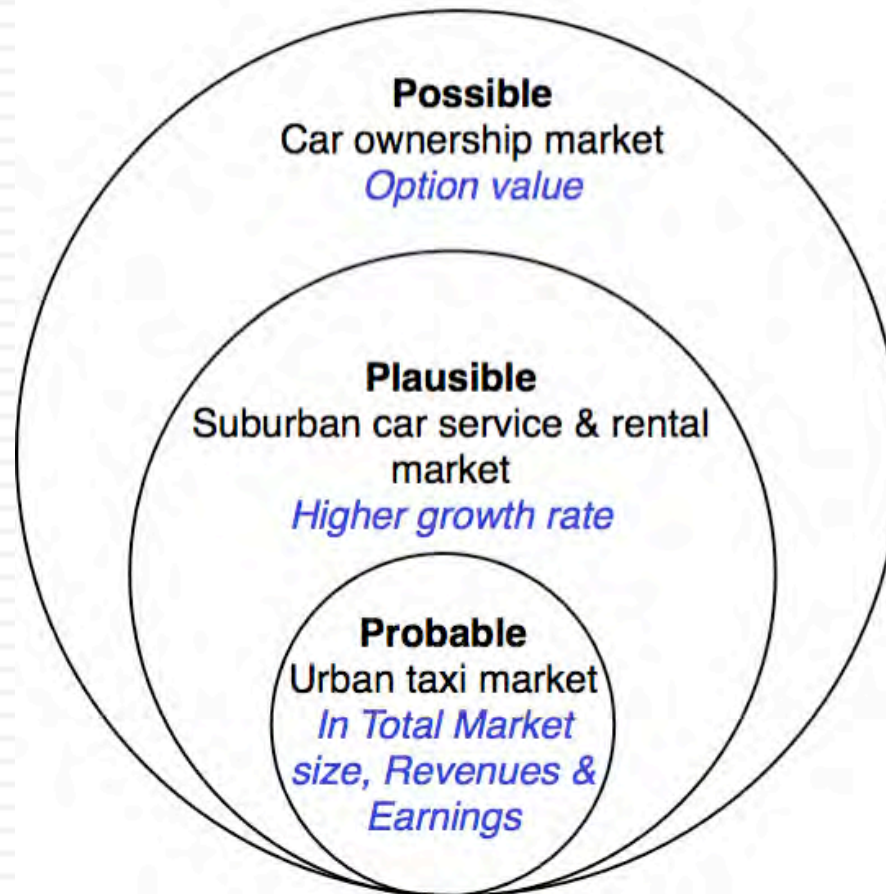 Possible
Car ownership market
Option value
Plausible
Suburban car service & rental
market
Higher growth rate
Probable
Urban taxi market
In Total Market
size, Revenues &
Earnings